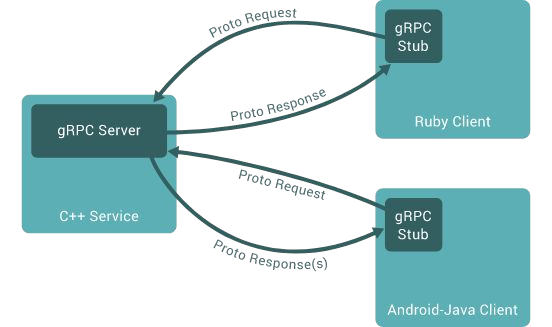 Proto Request
gRPC
Stub
Ruby Client
Proto Response
gRPC Server
C++ Service
Proto Request
gRPC
Stub
Android-Java Client
Proto Response(s)